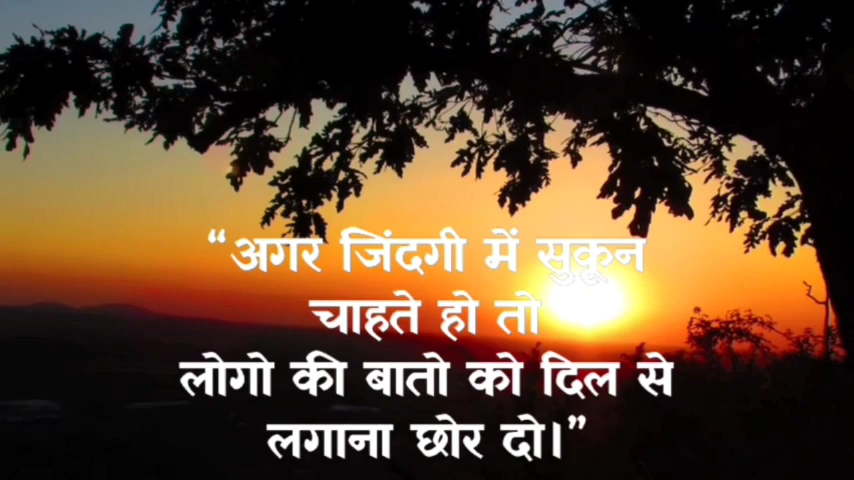 “अगर जिंदगी में सुकून
चाहते हो तो
लोगो की बातो को दिल से
लगाना छोर दो।”